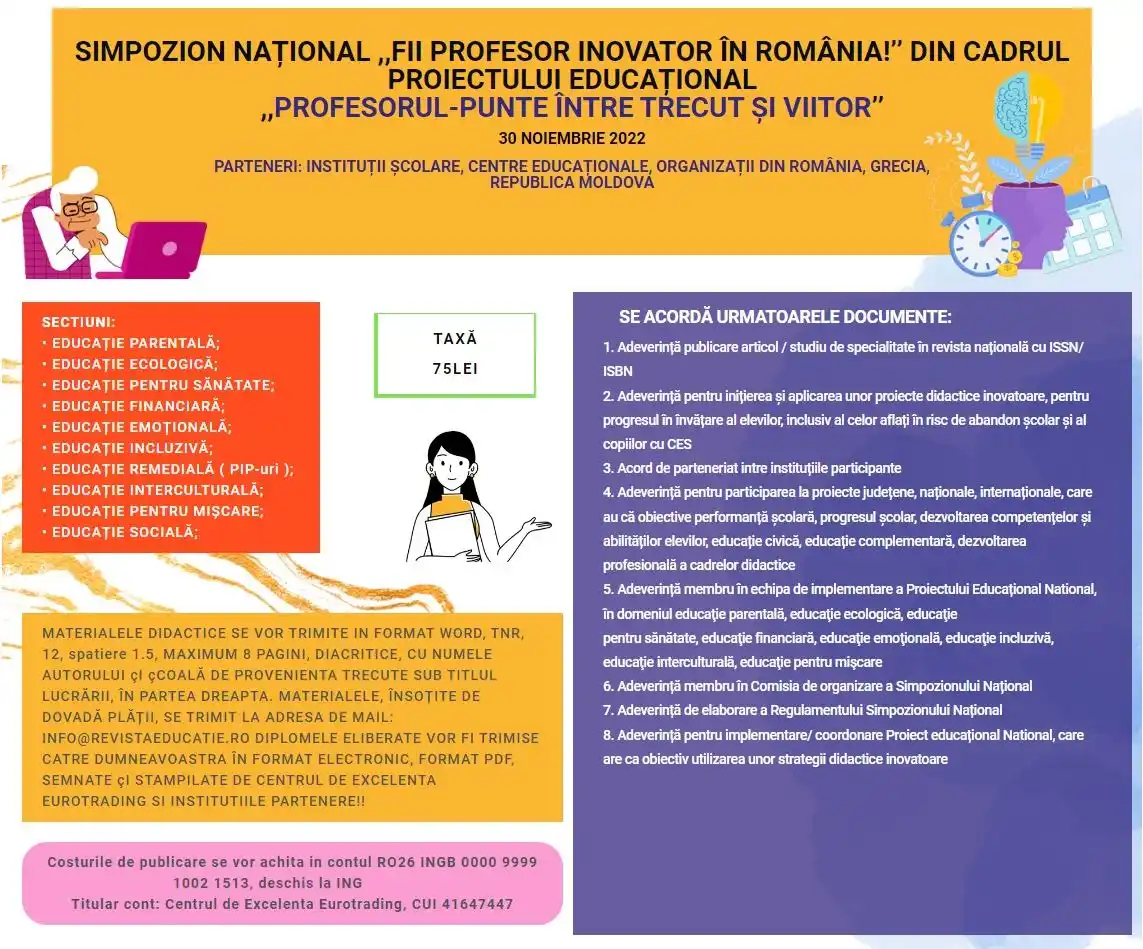 SIMPOZION NAȚIONAL ,,FII PROFESOR INOVATOR ÎN ROMÂNIA!’’ DIN CADRUL
PROIECTULUI EDUCAȚIONAL
,,PROFESORUL-PUNTE ÎNTRE TRECUT ȘI VIITOR’’
30 NOIEMBRIE 2022
PARTENERI: INSTITUȚII ȘCOLARE, CENTRE EDUCAȚIONALE, ORGANIZAȚII DIN ROMÂNIA, GRECIA,
REPUBLICA MOLDOVA
SECTIUNI:
• EDUCAȚIE PARENTALĂ;
• EDUCAȚIE ECOLOGICĂ;
• EDUCAȚIE PENTRU SĂNĂTATE;
• EDUCAȚIE FINANCIARĂ;
• EDUCAȚIE EMOȚIONALĂ;
• EDUCAȚIE INCLUZIVĂ;
• EDUCAȚIE REMEDIALĂ ( PIP-uri );
• EDUCAȚIE INTERCULTURALĂ;
• EDUCAȚIE PENTRU MIŞCARE;
• EDUCAȚIE SOCIALĂ;
TAXĂ
75LEI
MATERIALELE DIDACTICE SE VOR TRIMITE IN FORMAT WORD, TNR,
12, spatiere 1.5, MAXIMUM 8 PAGINI, DIACRITICE, CU NUMELE
AUTORULUI çI çCOALĂ DE PROVENIENTA TRECUTE SUB TITLUL
LUCRĂRII, ÎN PARTEA DREAPTA. MATERIALELE, ÎNSOȚITE DE
DOVADĂ PLĂȚII, SE TRIMIT LA ADRESA DE MAIL:
INFO@REVISTAEDUCATIE.RO DIPLOMELE ELIBERATE VOR FI TRIMISE
CATRE DUMNEAVOASTRA ÎN FORMAT ELECTRONIC, FORMAT PDF,
SEMNATE çI STAMPILATE DE CENTRUL DE EXCELENTA
EUROTRADING SI INSTITUTIILE PARTENERE!!
Costurile de publicare se vor achita in contul RO26 INGB 0000 9999
1002 1513, deschis la ING
Titular cont: Centrul de Excelenta Eurotrading, CUI 41647447
SE ACORDĂ URMATOARELE DOCUMENTE:
1. Adeverință publicare articol / studiu de specialitate în revista națională cu ISSN/
ISBN
2. Adeverință pentru inițierea și aplicarea unor proiecte didactice inovatoare, pentru
progresul în învățare al elevilor, inclusiv al celor aflați în risc de abandon școlar și al
copiilor cu CES
3. Acord de parteneriat intre instituțiile participante
4. Adeverință pentru participarea la proiecte județene, naționale, internaționale, care
au că obiective performanță școlară, progresul școlar, dezvoltarea competențelor și
abilităților elevilor, educație civică, educație complementară, dezvoltarea
profesională a cadrelor didactice
5. Adeverință membru în echipa de implementare a Proiectului Educațional National,
în domeniul educaţie parentală, educaţie ecologică, educaţie
pentru sănătate, educaţie financiară, educaţie emoţională, educaţie incluzivă,
educaţie interculturală, educaţie pentru mişcare
6. Adeverință membru în Comisia de organizare a Simpozionului Național
7. Adeverință de elaborare a Regulamentului Simpozionului Național
8. Adeverință pentru implementare/ coordonare Proiect educațional National, care
are ca obiectiv utilizarea unor strategii didactice inovatoare